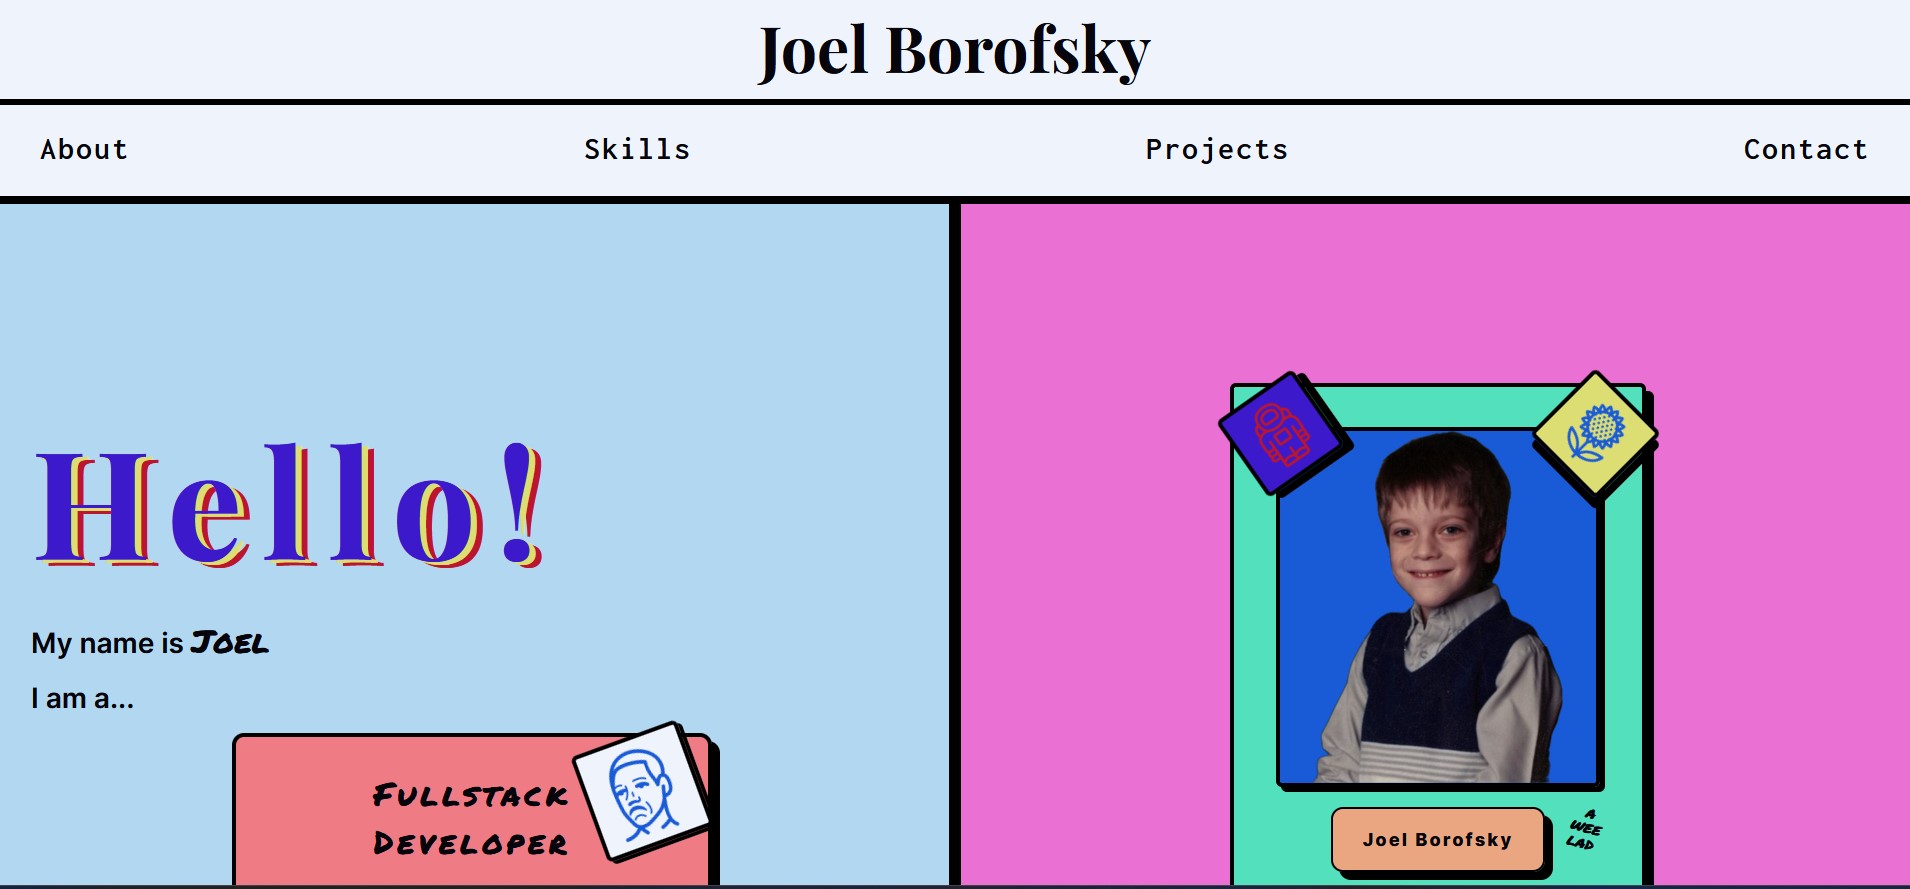 Joel Borofsky
About Skills Projects Contact
Hello!
My name is JOEL
I am a...
FULLSTACK
DEVELOPER
Joel Borofsky
A
WEE
LAD